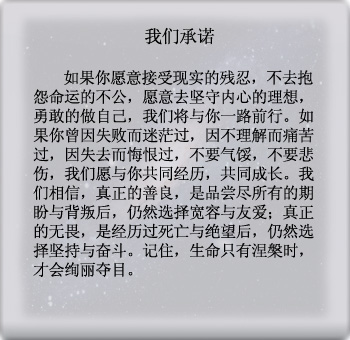 我们承诺
如果你愿意接受现实的残忍，不去抱
怨命运的不公，愿意去坚守内心的理想，
勇敢的做自己，我们将与你一路前行。如
果你曾因失败而迷茫过，因不理解而痛苦
过，因失去而悔恨过，不要气馁，不要悲
伤，我们愿与你共同经历，共同成长。我
们相信，真正的善良，是品尝尽所有的期
盼与背叛后，仍然选择宽容与友爱；真正
的无畏，是经历过死亡与绝望后，仍然选
择坚持与奋斗。记住，生命只有涅槃时，
才会绚丽夺目。